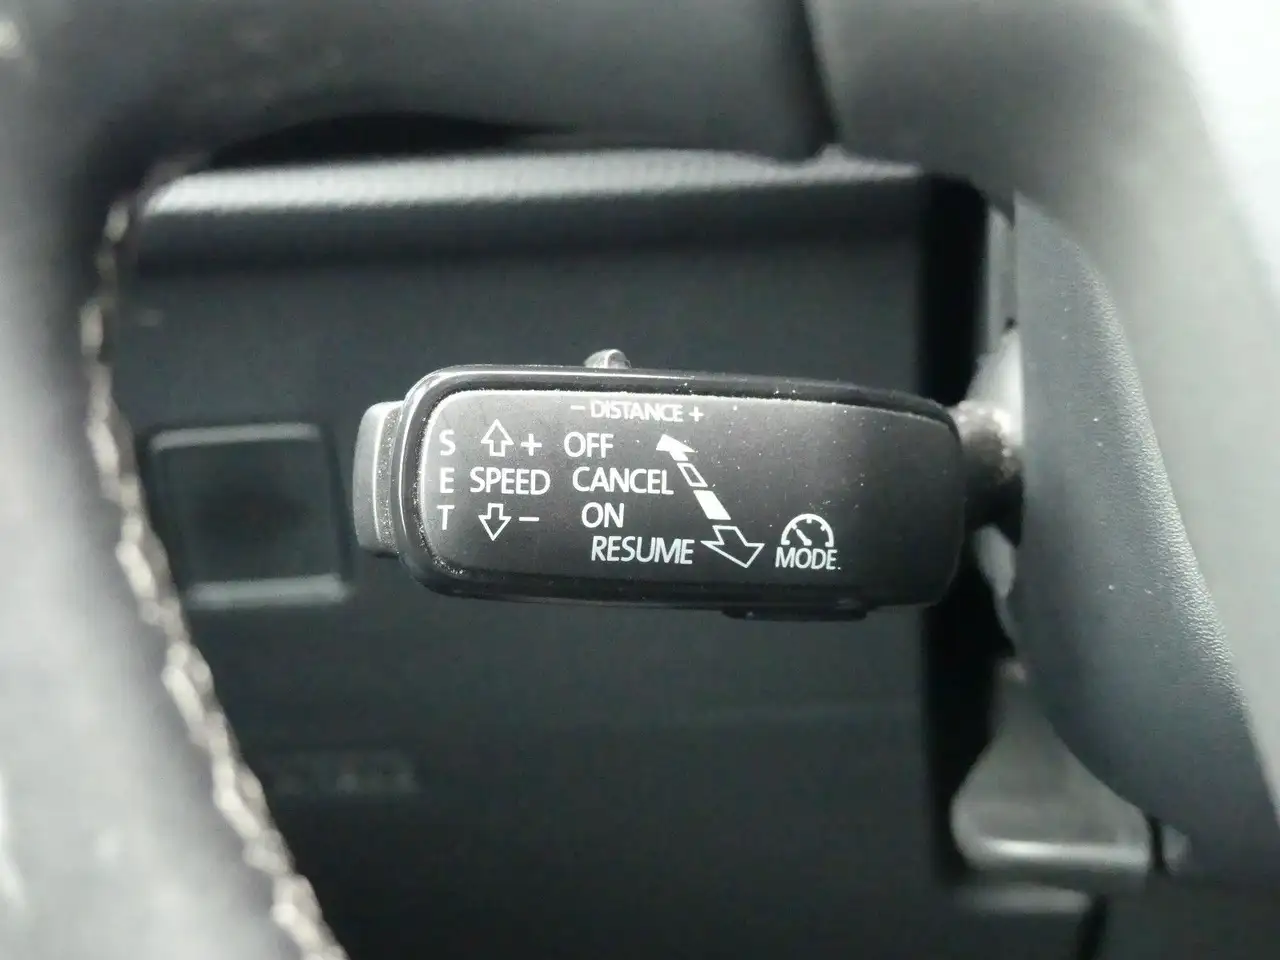 - DISTANCE +
S + OFF
E SPEED CANCEL
T - ON
RESUME MODE